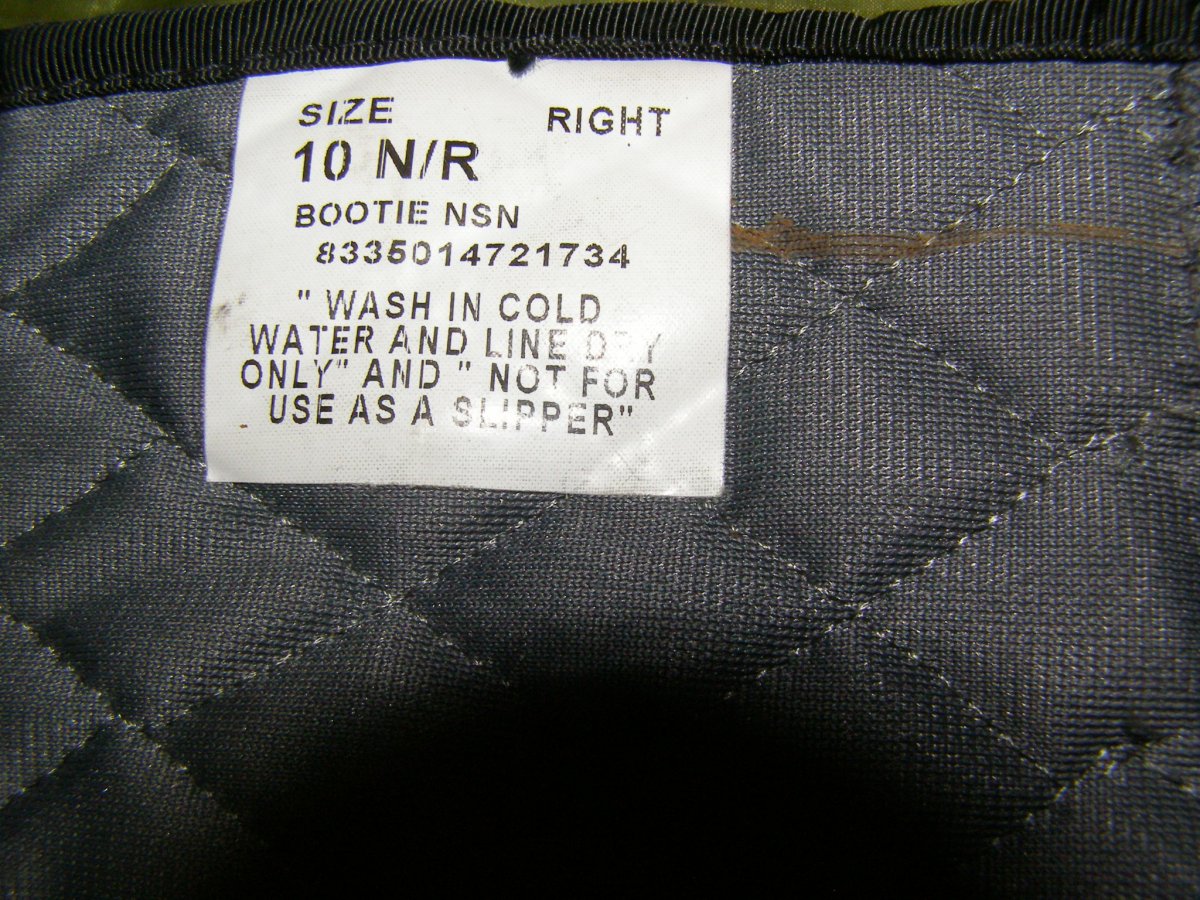 SIZE RIGHT
10 N/R
BOOTIE NSN
8335014721734
" WASH IN COLD
WATER AND LINE DRY
ONLY" AND " NOT FOR
USE AS A SLIPPER"